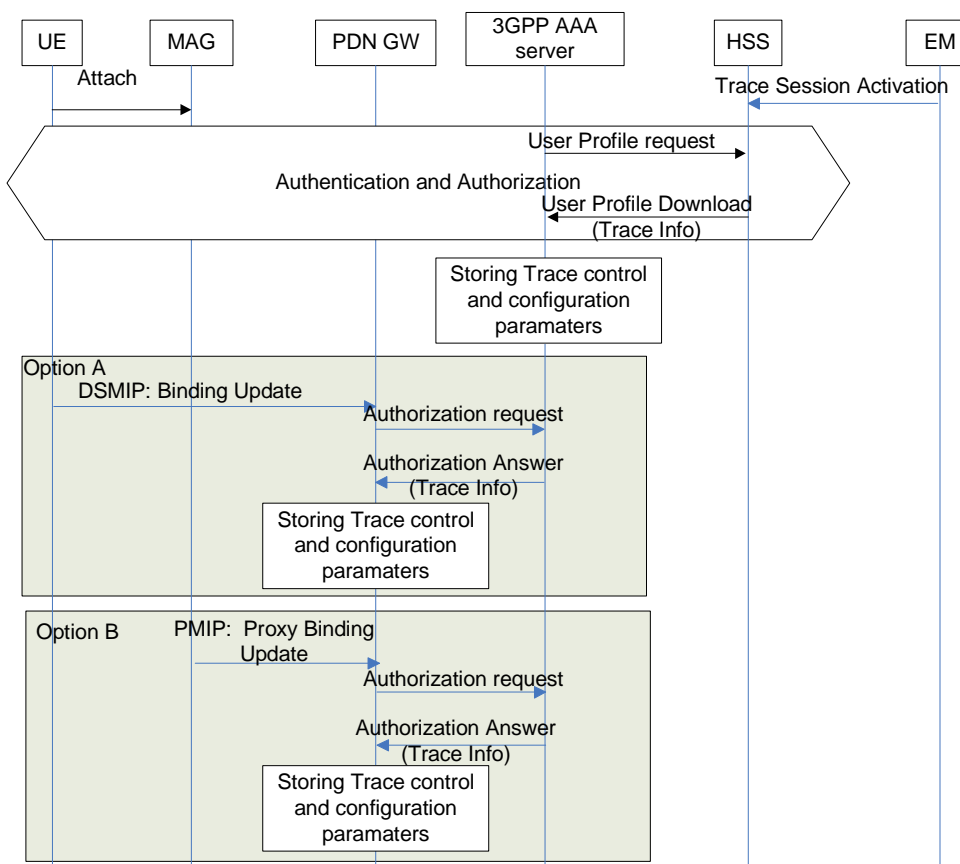 UE
MAG
PDN GW
3GPP AAA
server
HSS
EM
Attach
Trace Session Activation
User Profile request
Authentication and Authorization
User Profile Download
(Trace Info)
Storing Trace control
and configuration
paramaters
Option A
DSMIP: Binding Update
Authorization request
Authorization Answer
(Trace Info)
Storing Trace control
and configuration
paramaters
Option B
PMIP:  Proxy Binding
Update
Authorization request
Authorization Answer
(Trace Info)
Storing Trace control
and configuration
paramaters